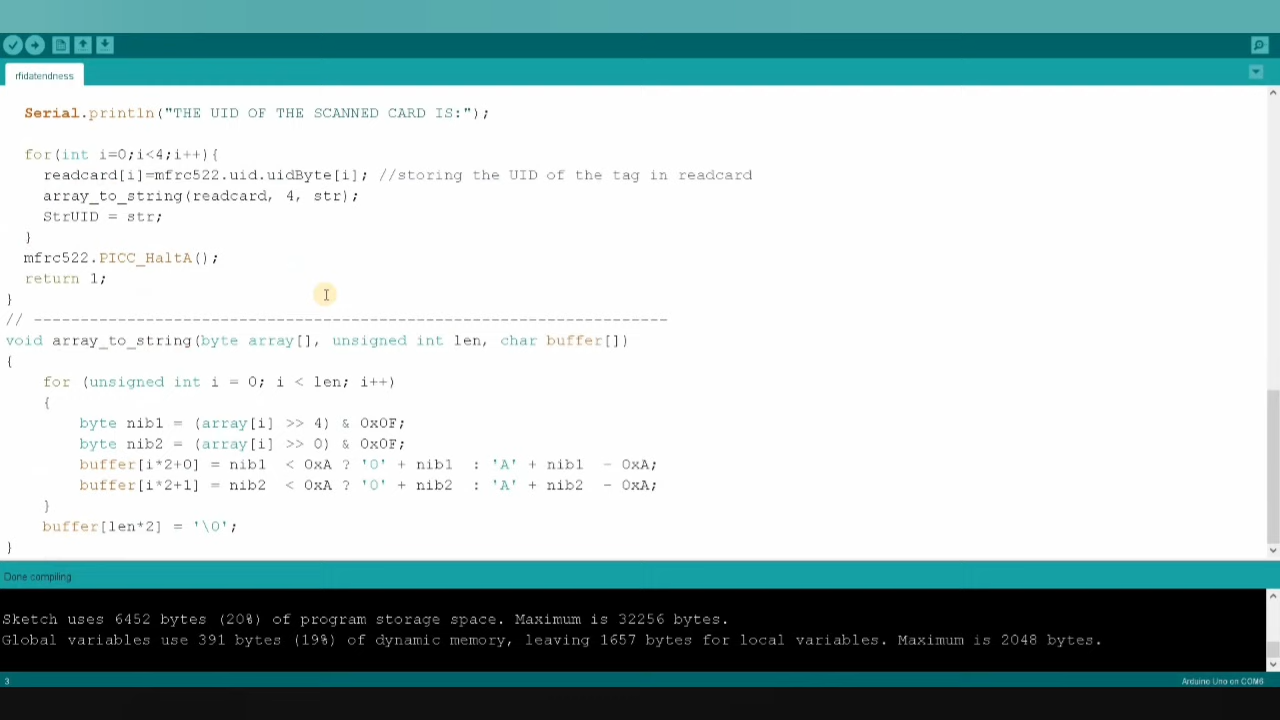 rfidatendness
Serial.println("THE UID OF THE SCANNED CARD IS:");
for(int i=0;i<4;i++){
readcard[i]=mfrc522.uid.uidByte[i]; //storing the UID of the tag in readcard
array_to_string(readcard, 4, str);
StrUID = str;
}
mfrc522.PICC_HaltA();
return 1;
}
// --------------------------------------------------------------------
void array_to_string(byte array[], unsigned int len, char buffer[])
{
for (unsigned int i = 0; i < len; i++)
{
byte nib1 = (array[i] >> 4) & 0x0F;
byte nib2 = (array[i] >> 0) & 0x0F;
buffer[i*2+0] = nib1 < 0xA ? '0' + nib1 : 'A' + nib1 - 0xA;
buffer[i*2+1] = nib2 < 0xA ? '0' + nib2 : 'A' + nib2 - 0xA;
}
buffer[len*2] = '\0';
}
Done compiling
Sketch uses 6452 bytes (20%) of program storage space. Maximum is 32256 bytes.
Global variables use 391 bytes (19%) of dynamic memory, leaving 1657 bytes for local variables. Maximum is 2048 bytes.
3
Arduino Uno on COM6